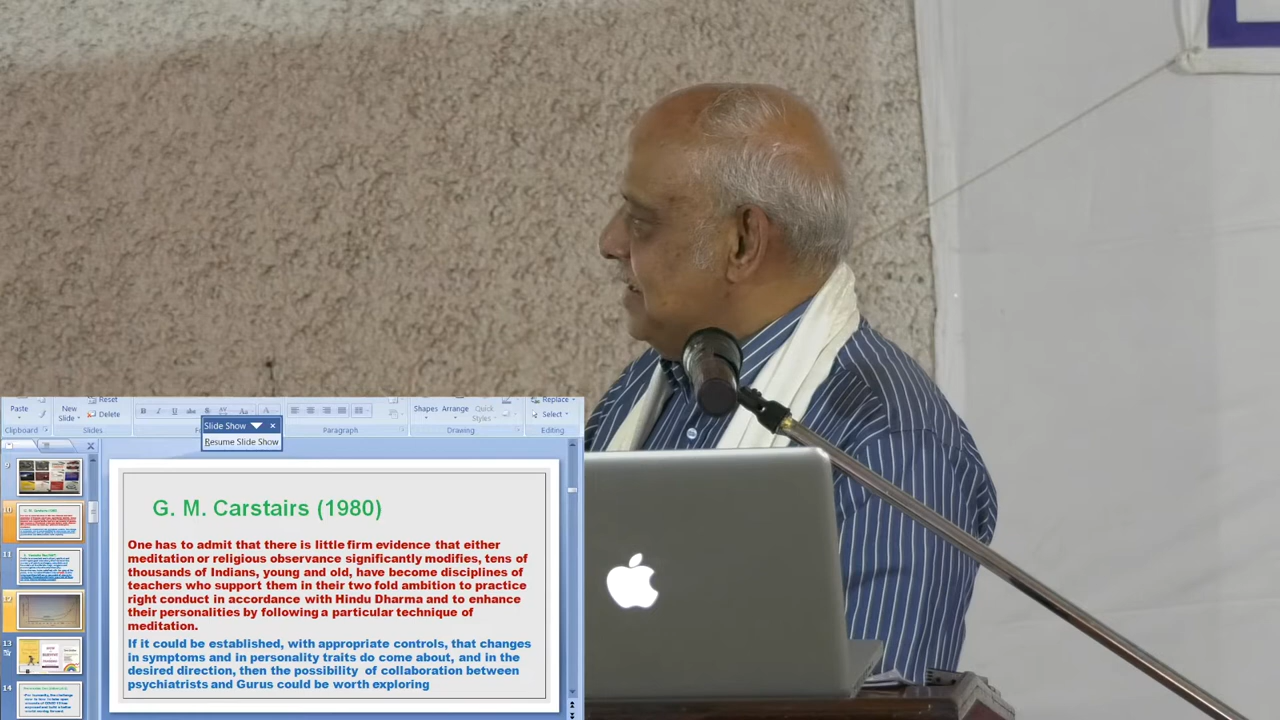 Reset
Replace
Paste
New
Slide
Delete
Shapes
Arrange
Quick
Styles
Select
Clipboard
Slides
Paragraph
Drawing
Editing
Slide Show
Resume Slide Show
9
10
11
12
13
14
G. M. Carstairs (1980)
One has to admit that there is little firm evidence that either
meditation or religious observance significantly modifies, tens of
thousands of Indians, young and old, have become disciplines of
teachers who support them in their two fold ambition to practice
right conduct in accordance with Hindu Dharma and to enhance
their personalities by following a particular technique of
meditation.
If it could be established, with appropriate controls, that changes
in symptoms and in personality traits do come about, and in the
desired direction, then the possibility of collaboration between
psychiatrists and Gurus could be worth exploring